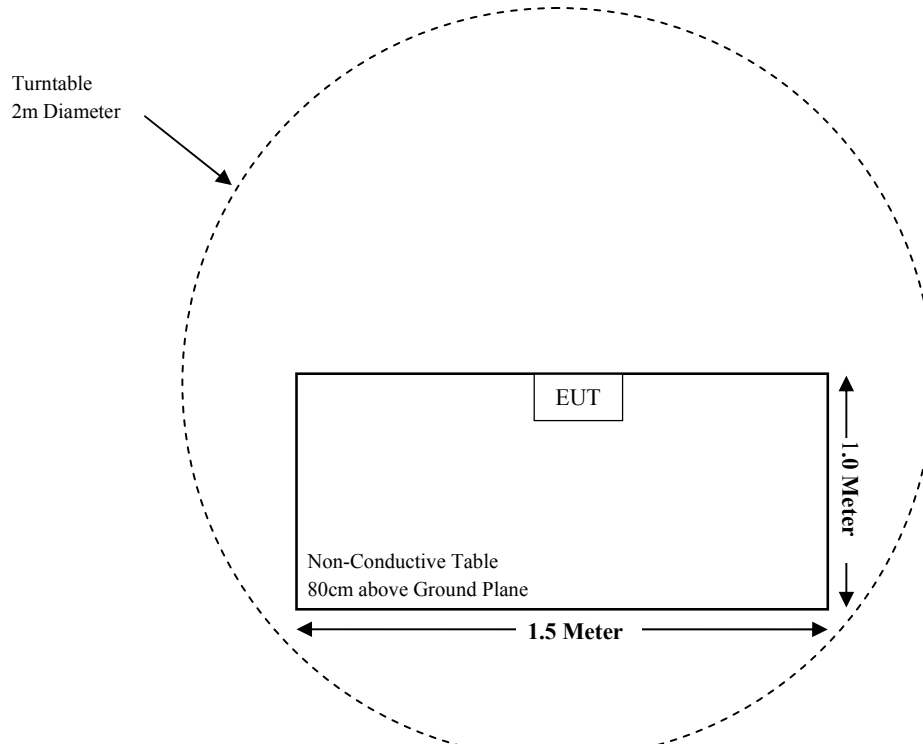 Turntable
2m Diameter
EUT
1.0 Meter
Non-Conductive Table
80cm above Ground Plane
1.5 Meter